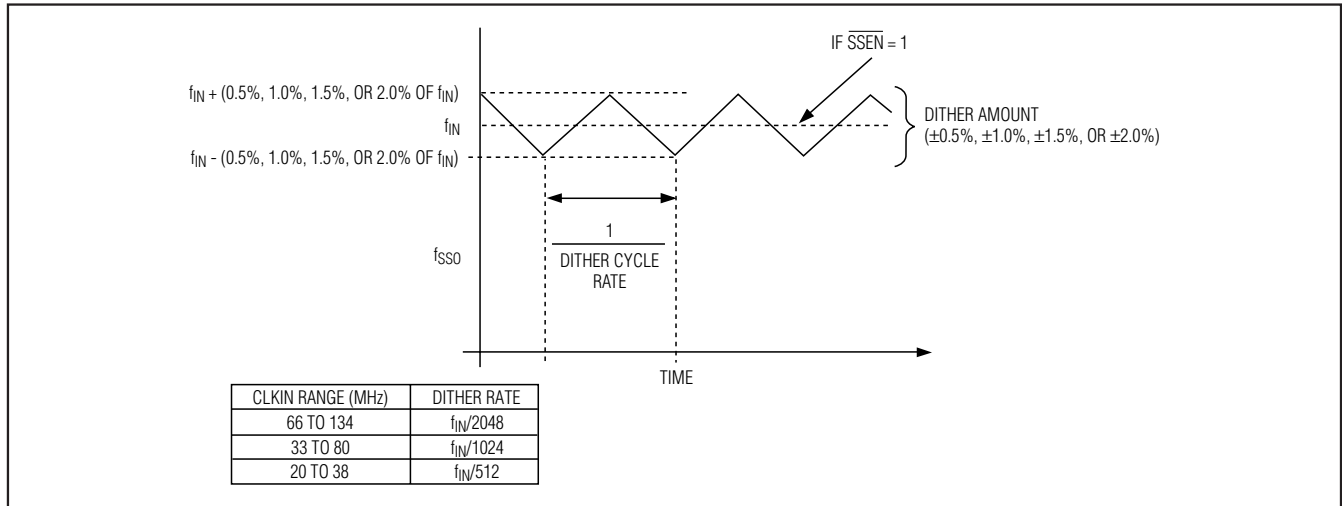 IF S̅S̅E̅N̅ = 1
fIN + (0.5%, 1.0%, 1.5%, OR 2.0% OF fIN)
fIN
fIN - (0.5%, 1.0%, 1.5%, OR 2.0% OF fIN)
DITHER AMOUNT
(±0.5%, ±1.0%, ±1.5%, OR ±2.0%)
1
DITHER CYCLE
RATE
fSSO
TIME
CLKIN RANGE (MHz) DITHER RATE
66 TO 134 fIN/2048
33 TO 80 fIN/1024
20 TO 38 fIN/512